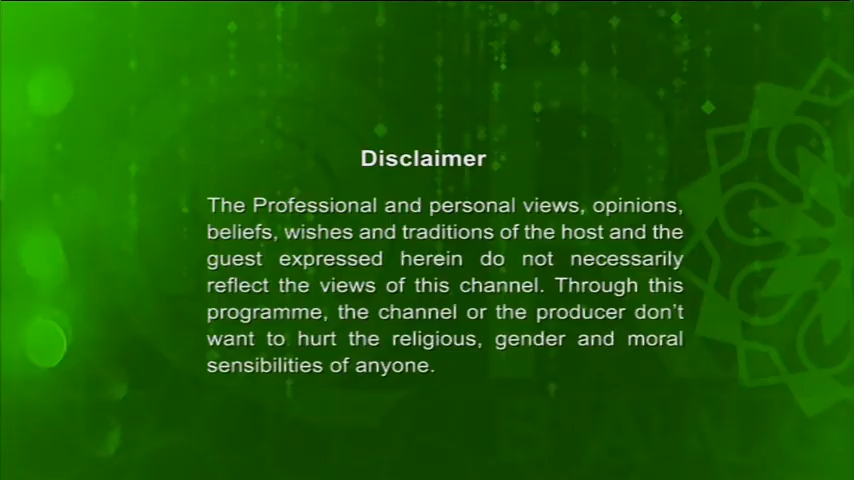 Disclaimer
The Professional and personal views, opinions,
beliefs, wishes and traditions of the host and the
guest expressed herein do not necessarily
reflect the views of this channel. Through this
programme, the channel or the producer don't
want to hurt the religious, gender and moral
sensibilities of anyone.